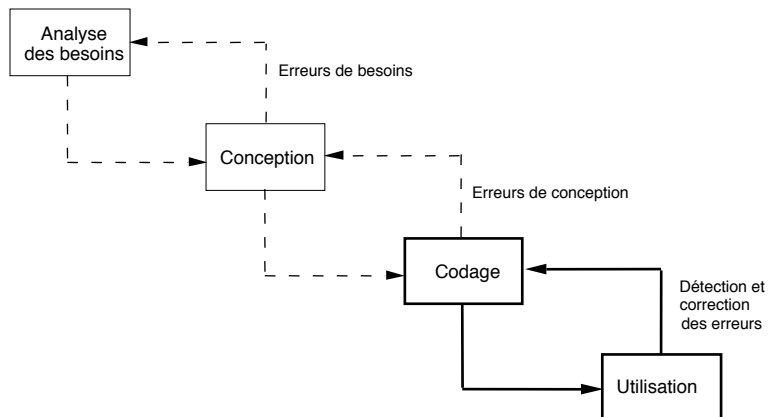 Analyse
des besoins
Erreurs de besoins
Conception
Erreurs de conception
Codage
Détection et
correction
des erreurs
Utilisation